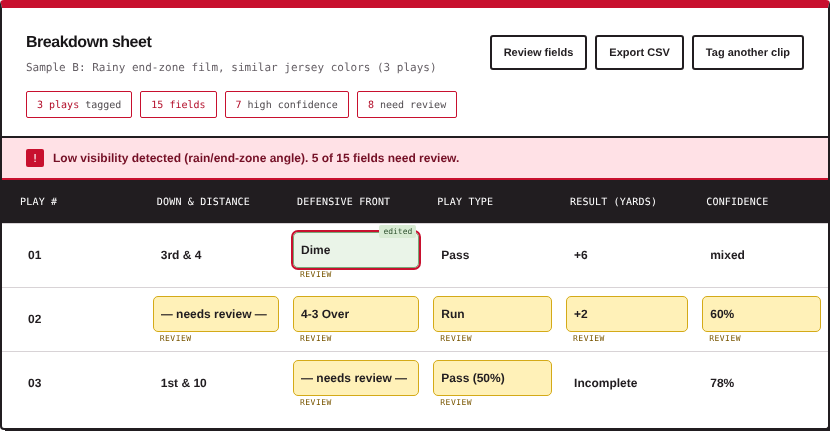 Breakdown sheet
Sample B: Rainy end-zone film, similar jersey colors (3 plays)
Review fields
Export CSV
Tag another clip
3 plays tagged
15 fields
7 high confidence
8 need review
! Low visibility detected (rain/end-zone angle). 5 of 15 fields need review.
PLAY # DOWN & DISTANCE DEFENSIVE FRONT PLAY TYPE RESULT (YARDS) CONFIDENCE
edited
01 3rd & 4 Dime Pass +6 mixed
REVIEW
02 — needs review — 4-3 Over Run +2 60%
REVIEW REVIEW REVIEW REVIEW REVIEW
03 1st & 10 — needs review — Pass (50%) Incomplete 78%
REVIEW REVIEW